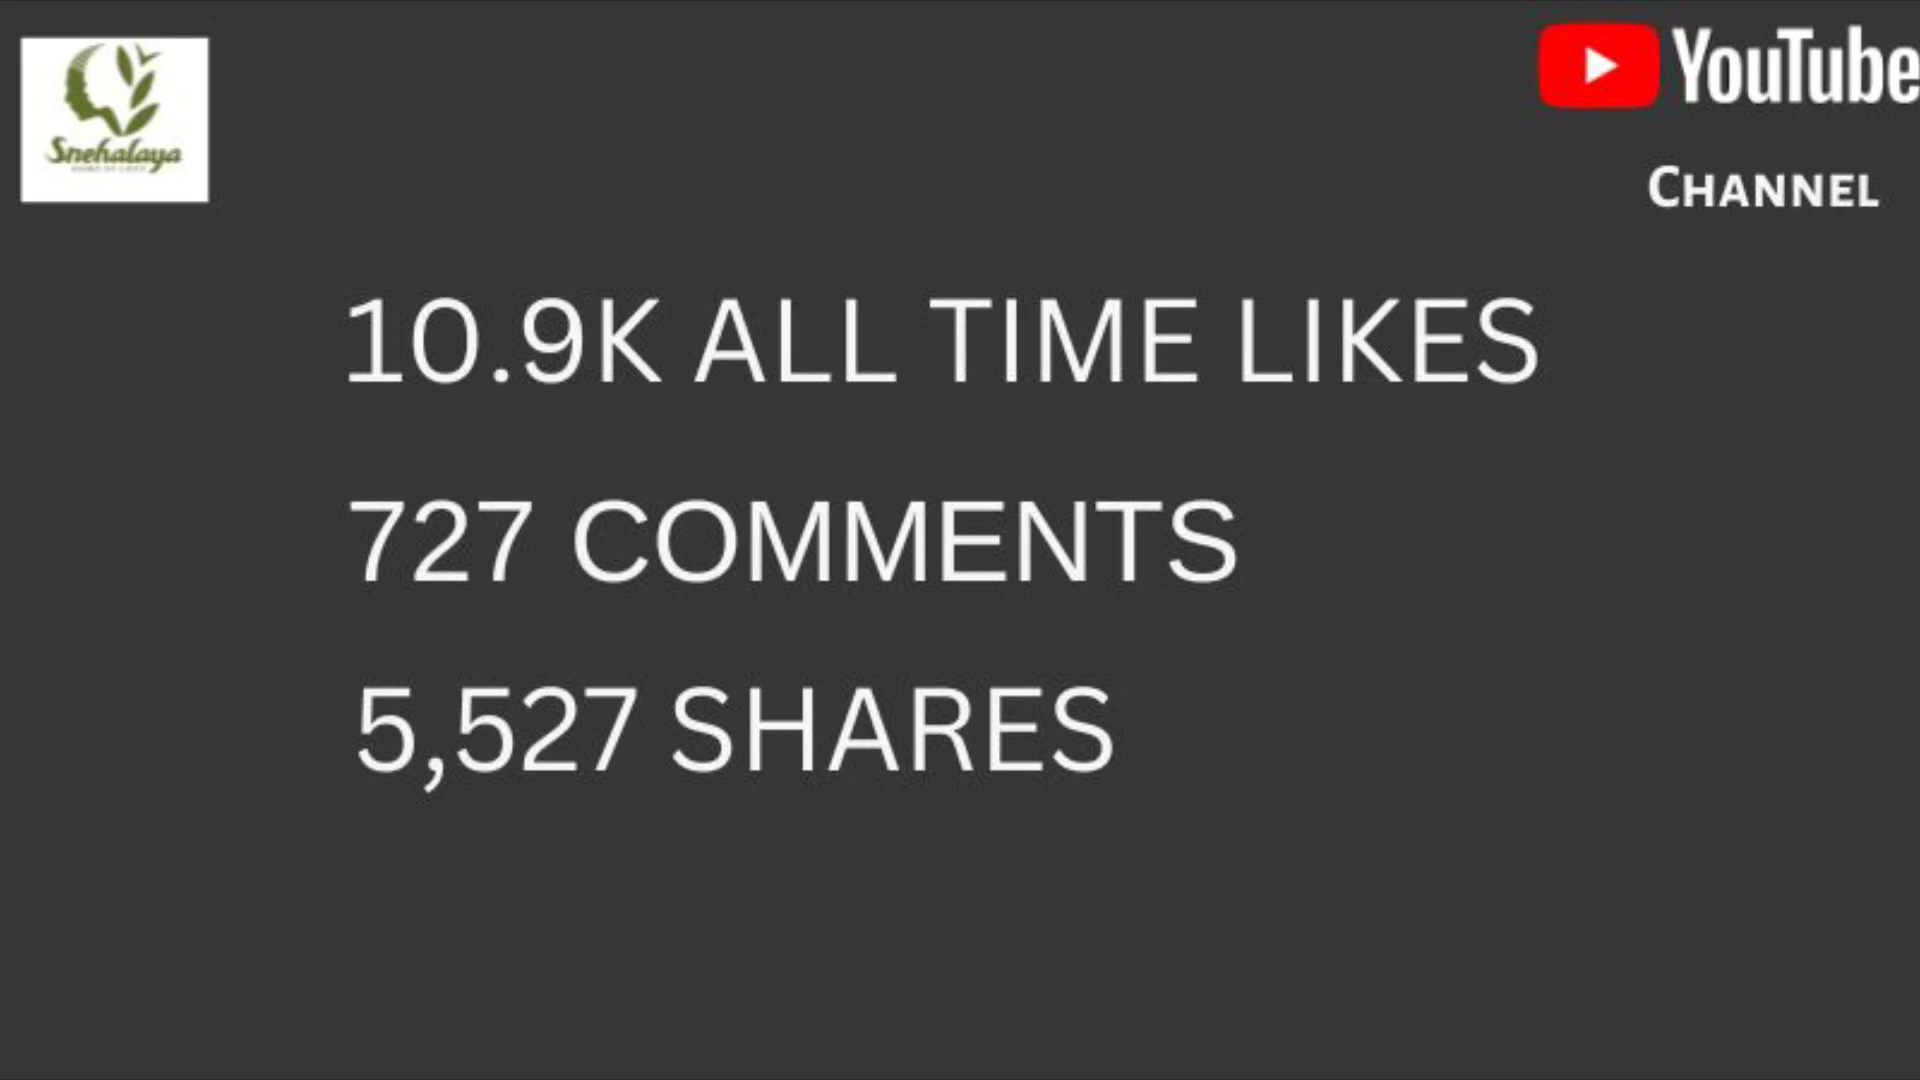 Snehalaya
YouTube
CHANNEL
10.9K ALL TIME LIKES
727 COMMENTS
5,527 SHARES